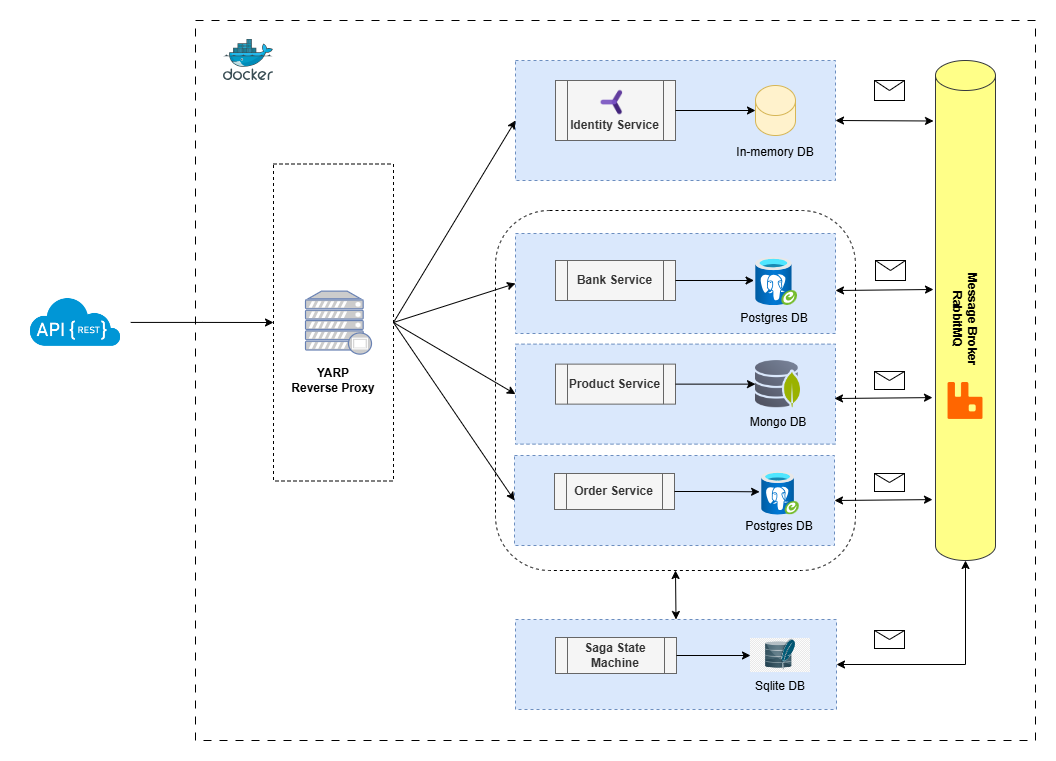 docker
Identity Service
In-memory DB
Bank Service
Postgres DB
API {REST}
YARP
Reverse Proxy
Product Service
Mongo DB
Order Service
Postgres DB
Saga State
Machine
Sqlite DB
Message Broker
RabbitMQ